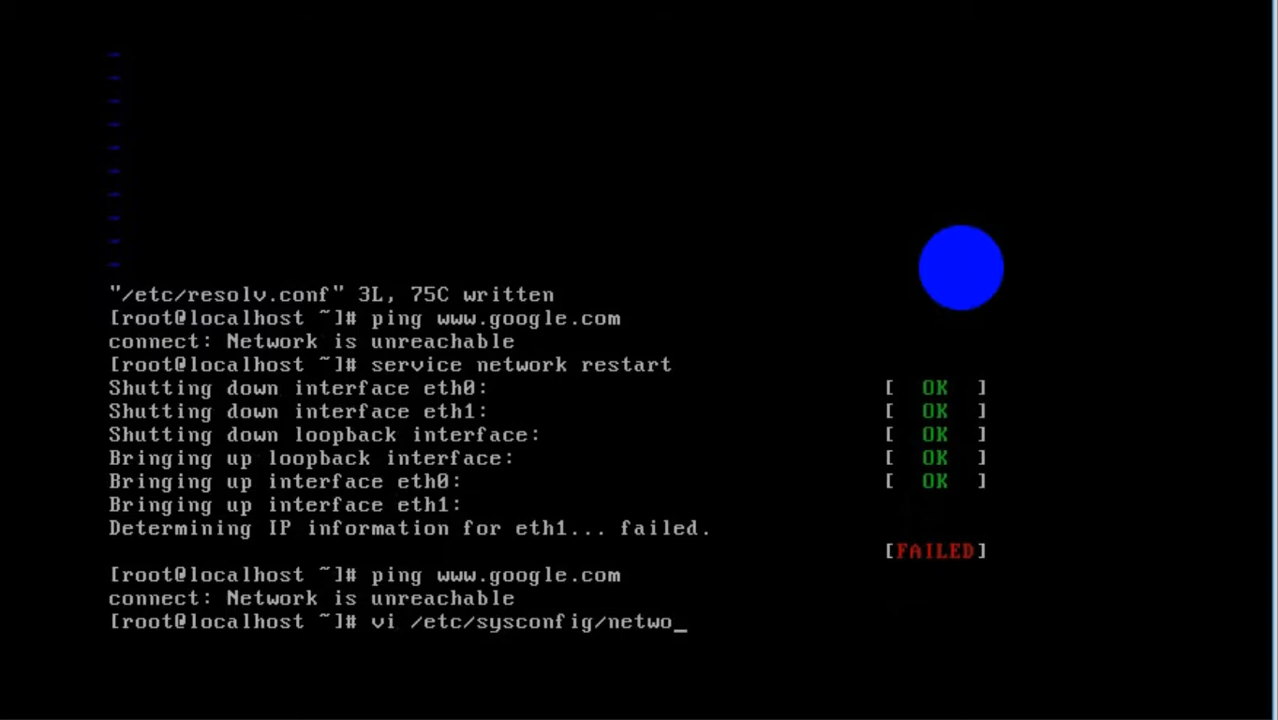 ~
~
~
~
~
~
~
~
~
~
"/etc/resolv.conf" 3L, 75C written
[root@localhost ~]# ping www.google.com
connect: Network is unreachable
[root@localhost ~]# service network restart
Shutting down interface eth0: [ OK ]
Shutting down interface eth1: [ OK ]
Shutting down loopback interface: [ OK ]
Bringing up loopback interface: [ OK ]
Bringing up interface eth0: [ OK ]
Bringing up interface eth1:
Determining IP information for eth1... failed.
[FAILED]
[root@localhost ~]# ping www.google.com
connect: Network is unreachable
[root@localhost ~]# vi /etc/sysconfig/netwo_